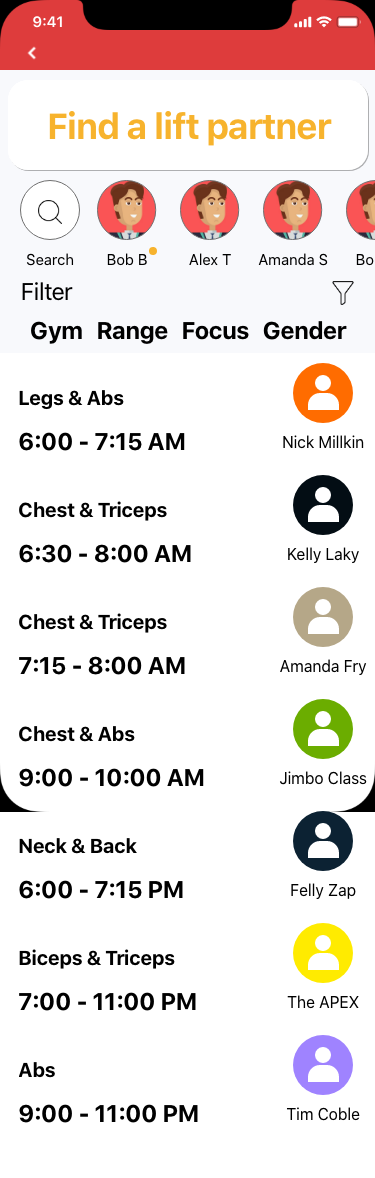 9:41
Find a lift partner
Search Bob B Alex T Amanda S Bo
Filter
Gym Range Focus Gender
Legs & Abs
6:00 - 7:15 AM
Nick Millkin
Chest & Triceps
6:30 - 8:00 AM
Kelly Laky
Chest & Triceps
7:15 - 8:00 AM
Amanda Fry
Chest & Abs
9:00 - 10:00 AM
Jimbo Class
Neck & Back
6:00 - 7:15 PM
Felly Zap
Biceps & Triceps
7:00 - 11:00 PM
The APEX
Abs
9:00 - 11:00 PM
Tim Coble